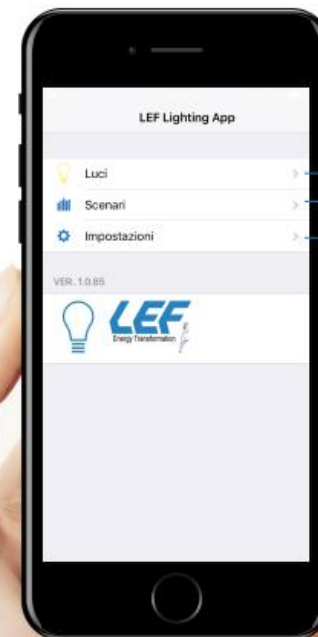 LEF Lighting App
Luci
Scenari
Impostazioni
VER. 1.0.85
LEF
Energy Transformation